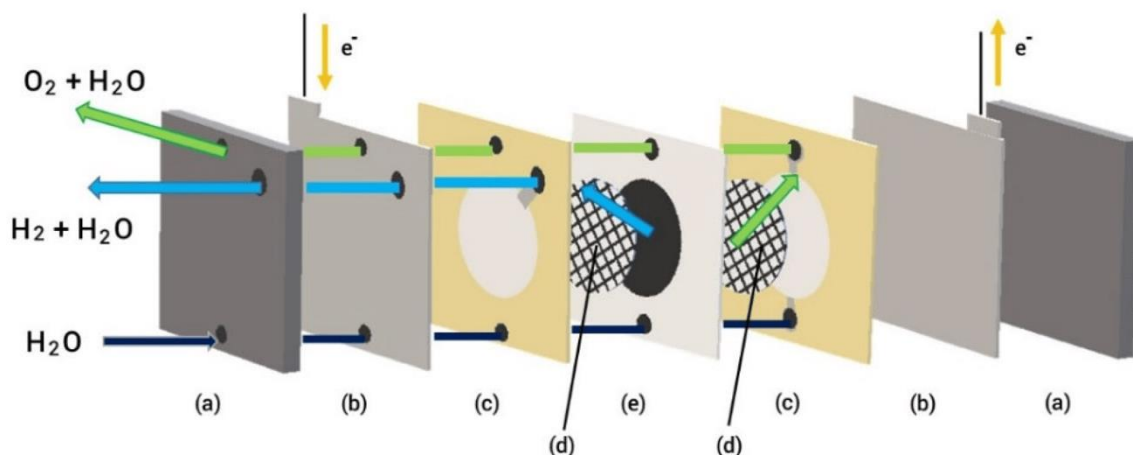 e⁻
e⁻
O₂ + H₂O
H₂ + H₂O
H₂O
(a)
(b)
(c)
(e)
(c)
(b)
(a)
(d)
(d)